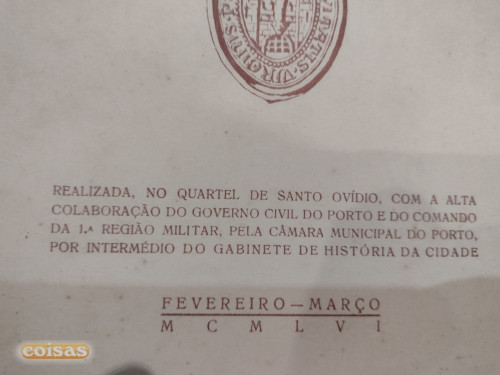 VIRGINIS
REALIZADA, NO QUARTEL DE SANTO OVÍDIO, COM A ALTA
COLABORAÇÃO DO GOVERNO CIVIL DO PORTO E DO COMANDO
DA 1.ª REGIÃO MILITAR, PELA CÂMARA MUNICIPAL DO PORTO,
POR INTERMÉDIO DO GABINETE DE HISTÓRIA DA CIDADE
FEVEREIRO — MARÇO
M C M L V I
coisas